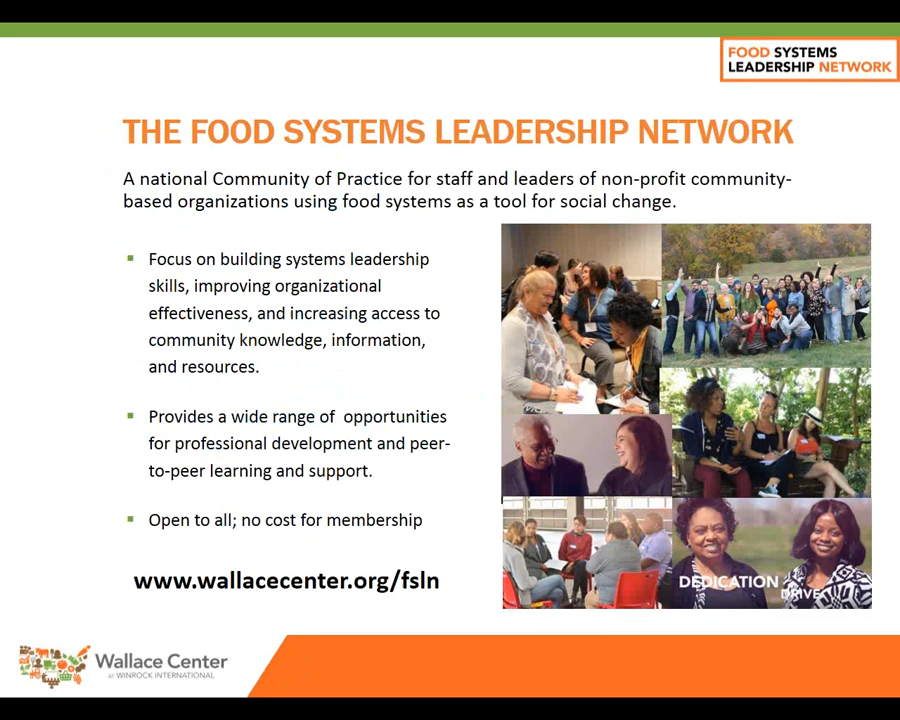 FOOD SYSTEMS
LEADERSHIP NETWORK
THE FOOD SYSTEMS LEADERSHIP NETWORK
A national Community of Practice for staff and leaders of non-profit community-
based organizations using food systems as a tool for social change.
Focus on building systems leadership
skills, improving organizational
effectiveness, and increasing access to
community knowledge, information,
and resources.
Provides a wide range of opportunities
for professional development and peer-
to-peer learning and support.
Open to all; no cost for membership
www.wallacecenter.org/fsln
DEDICATION
DRIVE
Wallace Center
AT WINROCK INTERNATIONAL